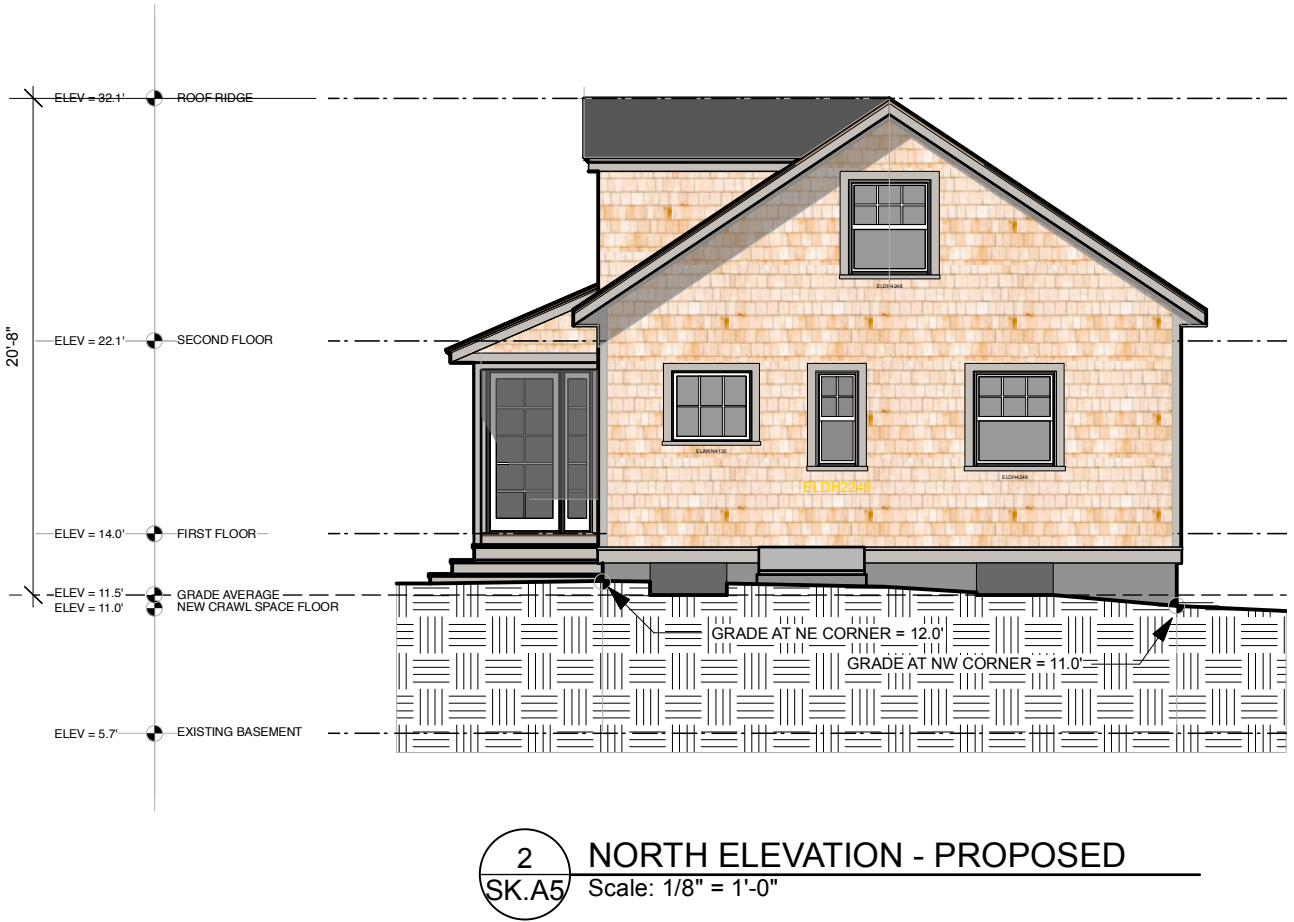 ELEV = 32.1' ROOF RIDGE
20'-8"
ELDH4248
ELEV = 22.1' SECOND FLOOR
ELAWN4135
ELDH4248
ELDH2248
ELEV = 14.0' FIRST FLOOR
ELEV = 11.5' GRADE AVERAGE
ELEV = 11.0' NEW CRAWL SPACE FLOOR
GRADE AT NE CORNER = 12.0'
GRADE AT NW CORNER = 11.0'
ELEV = 5.7' EXISTING BASEMENT
2 NORTH ELEVATION - PROPOSED
SK.A5 Scale: 1/8" = 1'-0"